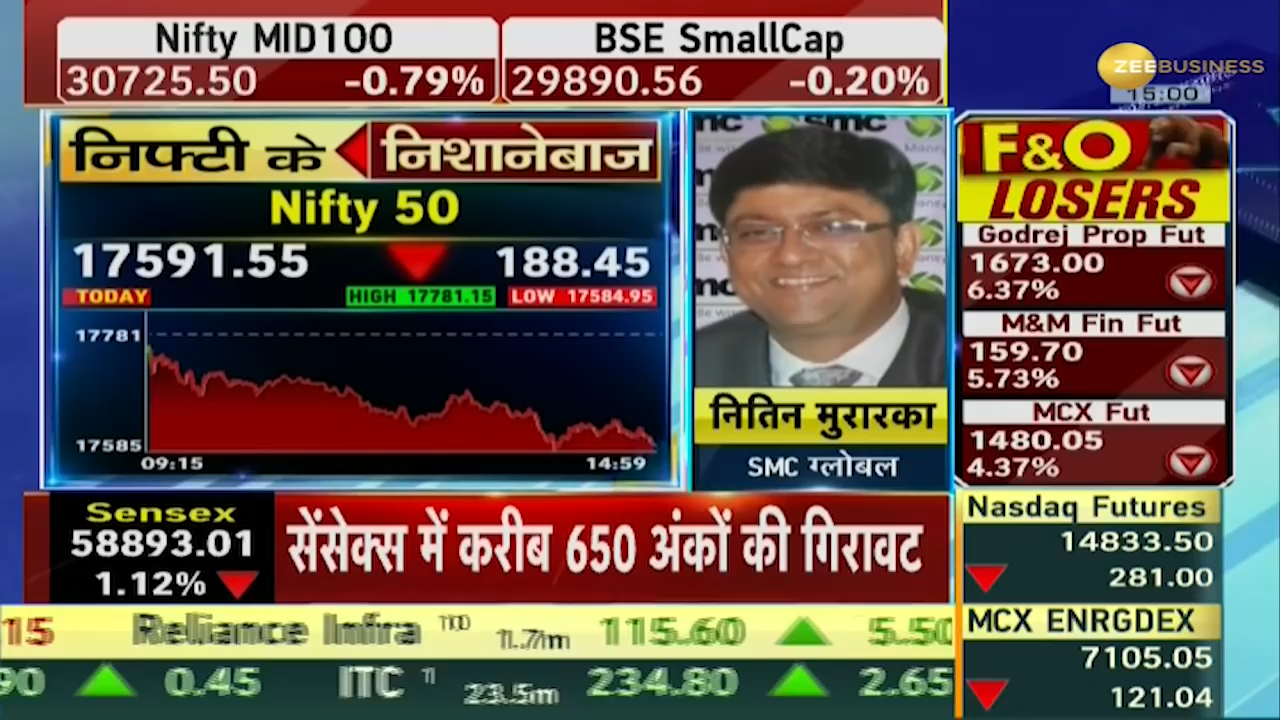 Nifty MID100
30725.50 -0.79%
BSE SmallCap
29890.56 -0.20%
ZEEBUSINESS
15:00
निफ्टी के निशानेबाज
Nifty 50
17591.55 188.45
TODAY HIGH 17781.15 LOW 17584.95
17781
17585
09:15 14:59
smc smc
नितिन मुरारका
SMC ग्लोबल
F&O
LOSERS
Godrej Prop Fut
1673.00
6.37%
M&M Fin Fut
159.70
5.73%
MCX Fut
1480.05
4.37%
Sensex
58893.01
1.12%
सेंसेक्स में करीब 650 अंकों की गिरावट
Nasdaq Futures
14833.50
281.00
MCX ENRGDEX
7105.05
121.04
15 Reliance Infra 11.7m 115.60 5.50
90 0.45 ITC 23.5m 234.80 2.65